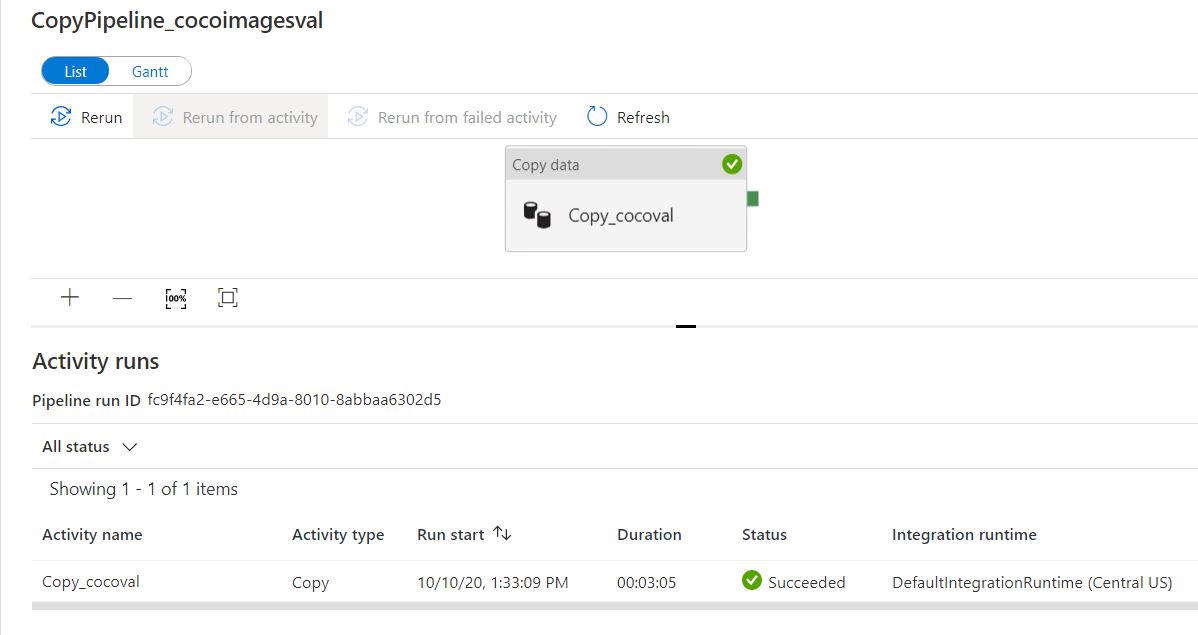 CopyPipeline_cocoimagesval
List Gantt
Rerun Rerun from activity Rerun from failed activity Refresh
Copy data
Copy_cocoval
100%
Activity runs
Pipeline run ID fc9f4fa2-e665-4d9a-8010-8abbaa6302d5
All status
Showing 1 - 1 of 1 items
Activity name Activity type Run start Duration Status Integration runtime
Copy_cocoval Copy 10/10/20, 1:33:09 PM 00:03:05 Succeeded DefaultIntegrationRuntime (Central US)